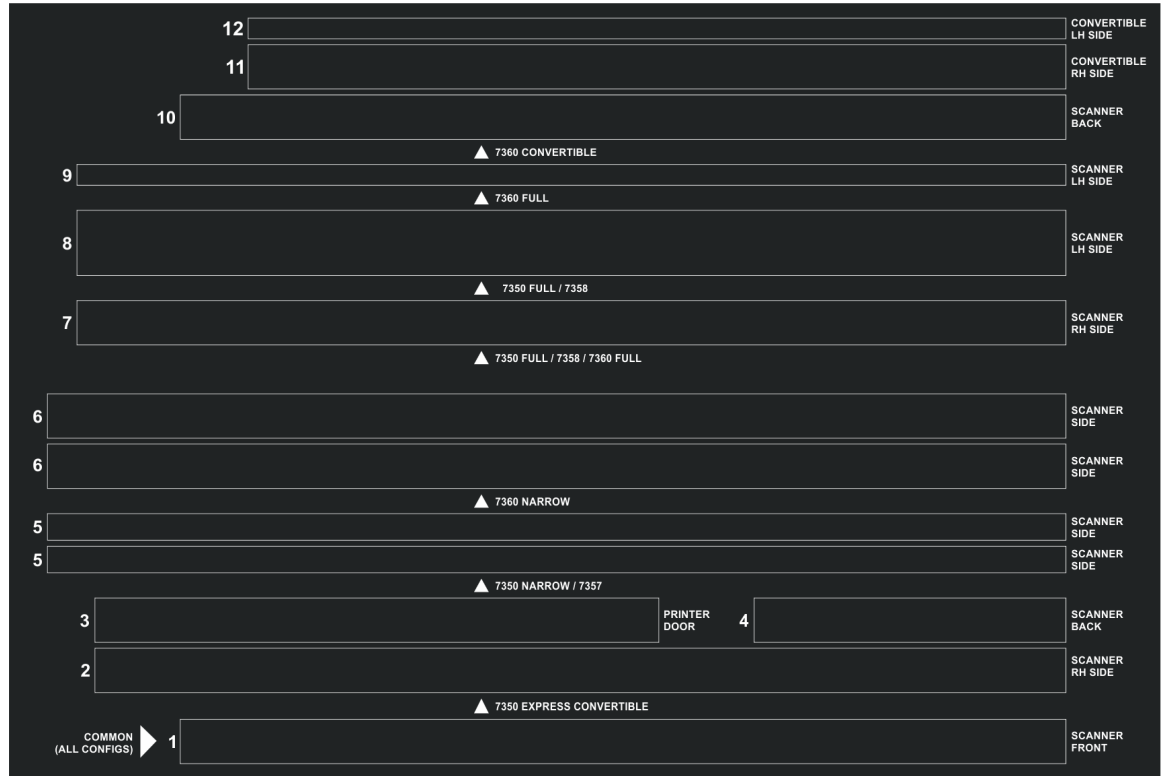 12
CONVERTIBLE
LH SIDE
11
CONVERTIBLE
RH SIDE
10
SCANNER
BACK
7360 CONVERTIBLE
9
SCANNER
LH SIDE
7360 FULL
8
SCANNER
LH SIDE
7350 FULL / 7358
7
SCANNER
RH SIDE
7350 FULL / 7358 / 7360 FULL
6
SCANNER
SIDE
6
SCANNER
SIDE
7360 NARROW
5
SCANNER
SIDE
5
SCANNER
SIDE
7350 NARROW / 7357
3
PRINTER
DOOR
4
SCANNER
BACK
2
SCANNER
RH SIDE
7350 EXPRESS CONVERTIBLE
COMMON
(ALL CONFIGS)
1
SCANNER
FRONT